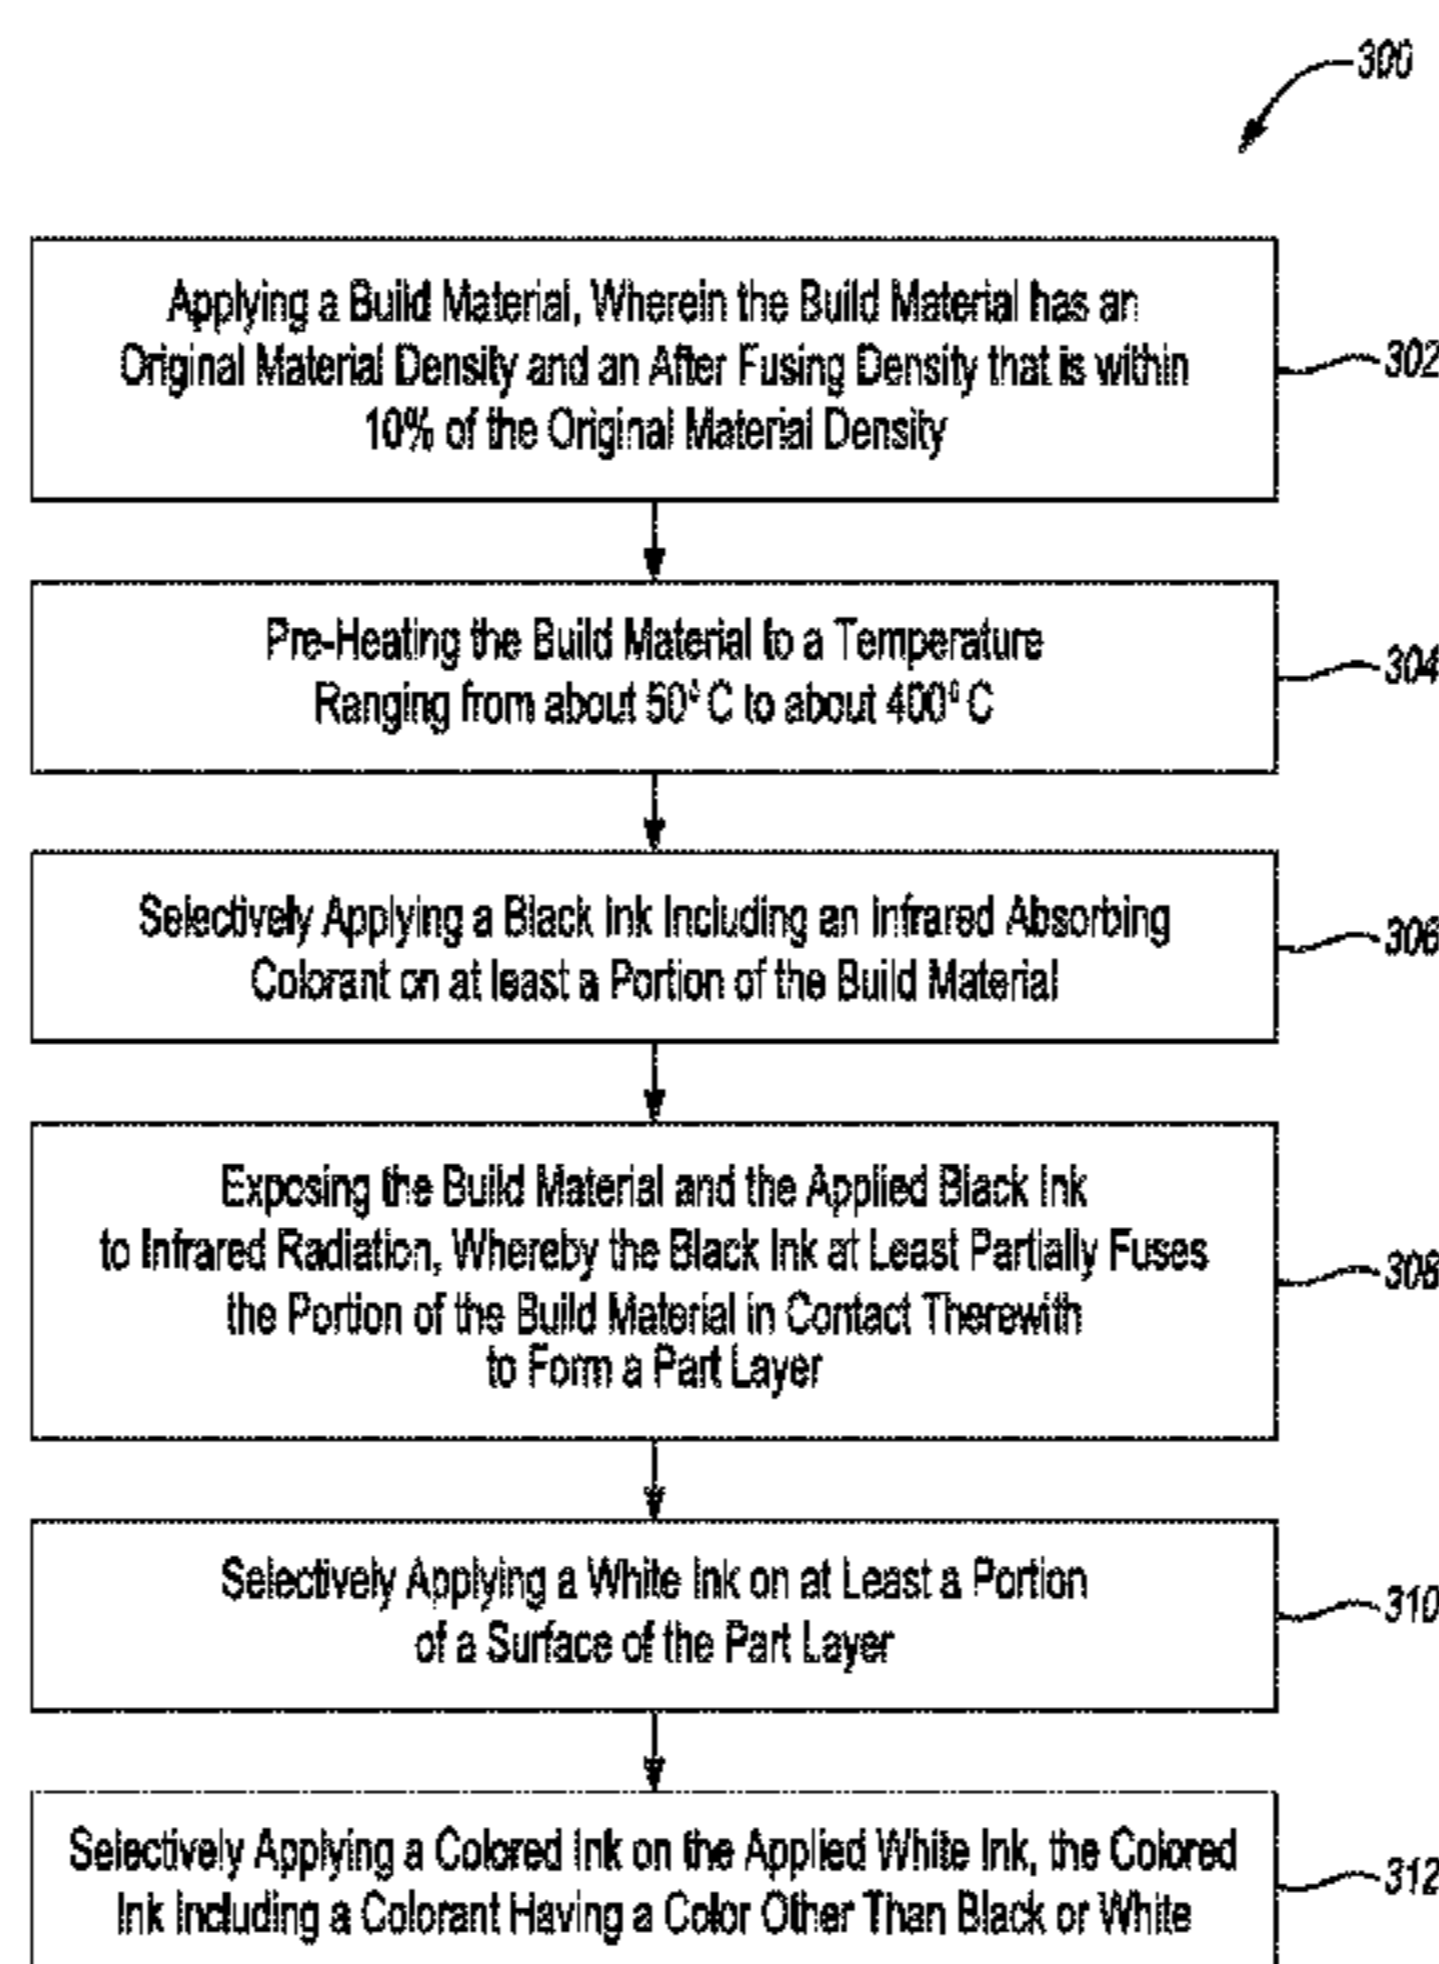 300
Applying a Build Material, Wherein the Build Material has an
Original Material Density and an After Fusing Density that is within
10% of the Original Material Density
302
Pre-Heating the Build Material to a Temperature
Ranging from about 50° C to about 400° C
304
Selectively Applying a Black Ink Including an Infrared Absorbing
Colorant on at least a Portion of the Build Material
306
Exposing the Build Material and the Applied Black Ink
to Infrared Radiation, Whereby the Black Ink at Least Partially Fuses
the Portion of the Build Material in Contact Therewith
to Form a Part Layer
308
Selectively Applying a White Ink on at Least a Portion
of a Surface of the Part Layer
310
Selectively Applying a Colored Ink on the Applied White Ink, the Colored
Ink Including a Colorant Having a Color Other Than Black or White
312